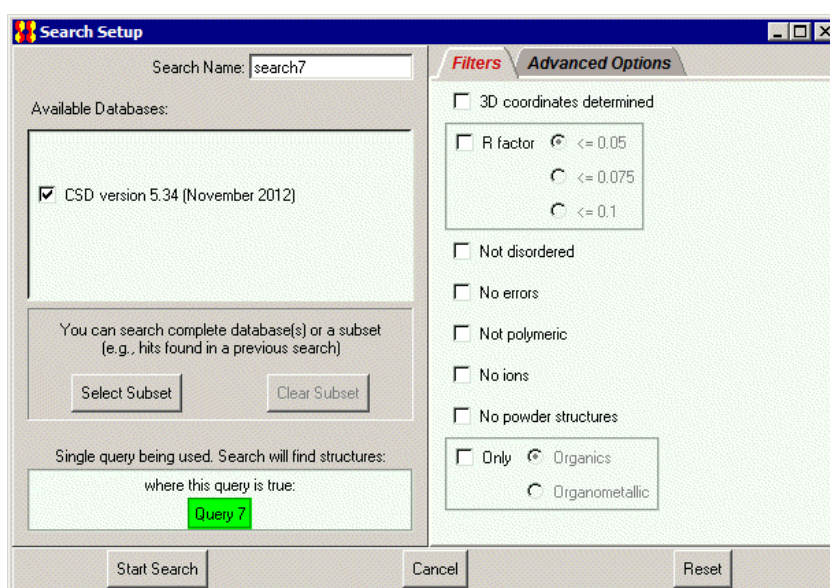 Search Setup
Search Name: search7
Available Databases:
CSD version 5.34 (November 2012)
You can search complete database(s) or a subset
(e.g., hits found in a previous search)
Select Subset
Clear Subset
Single query being used. Search will find structures:
where this query is true:
Query 7
Filters
Advanced Options
3D coordinates determined
R factor
<= 0.05
<= 0.075
<= 0.1
Not disordered
No errors
Not polymeric
No ions
No powder structures
Only
Organics
Organometallic
Start Search
Cancel
Reset